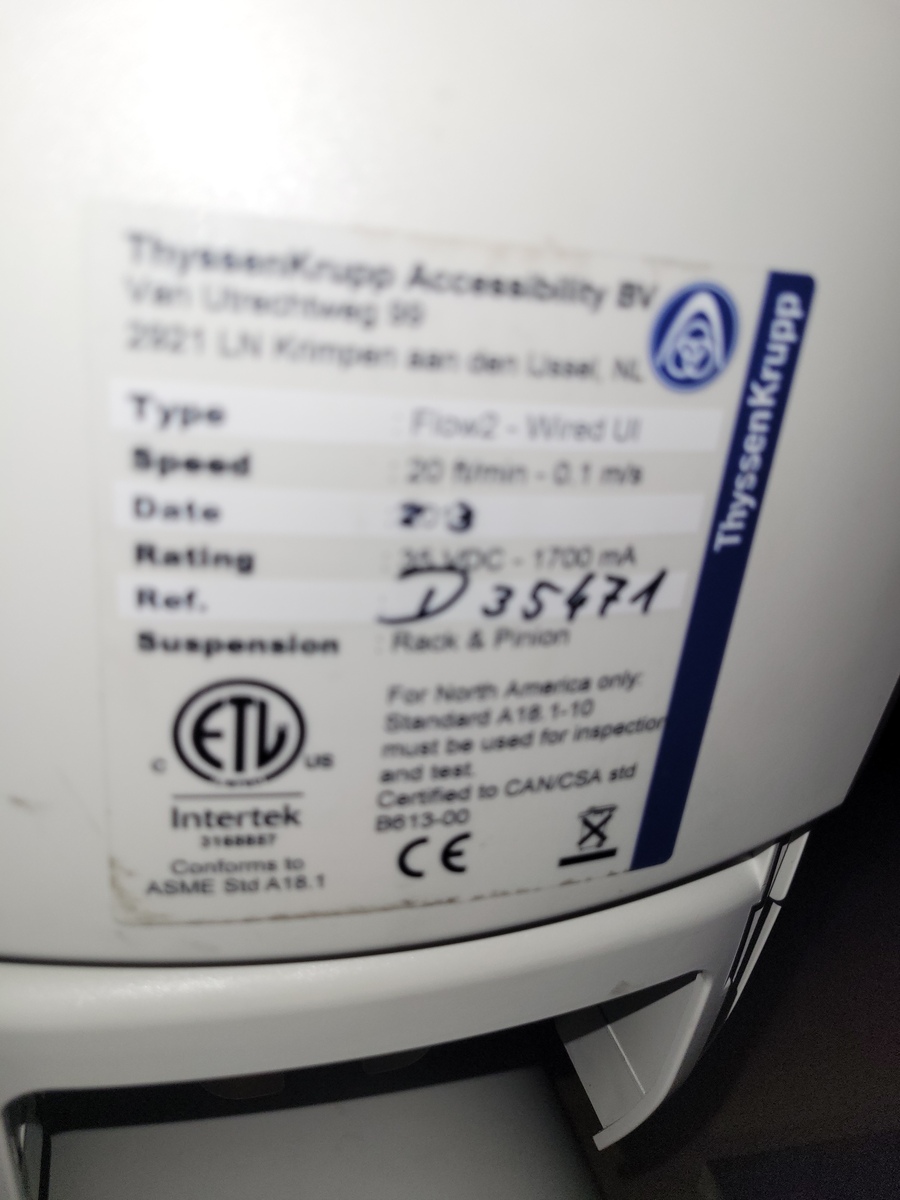 ThyssenKrupp Accessibility BV
Van Utrechtweg 99
2921 LN Krimpen aan den IJssel, NL
ThyssenKrupp
Type : Flow2 - Wired UI
Speed : 20 ft/min - 0.1 m/s
Date :
Rating : 35 VDC - 1700 mA
Ref. D 35471
Suspension : Rack & Pinion
For North America only:
Standard A18.1-10
must be used for inspection
and test.
Certified to CAN/CSA std
B613-00
ETL
C US
Intertek
Conforms to
ASME Std A18.1
CE